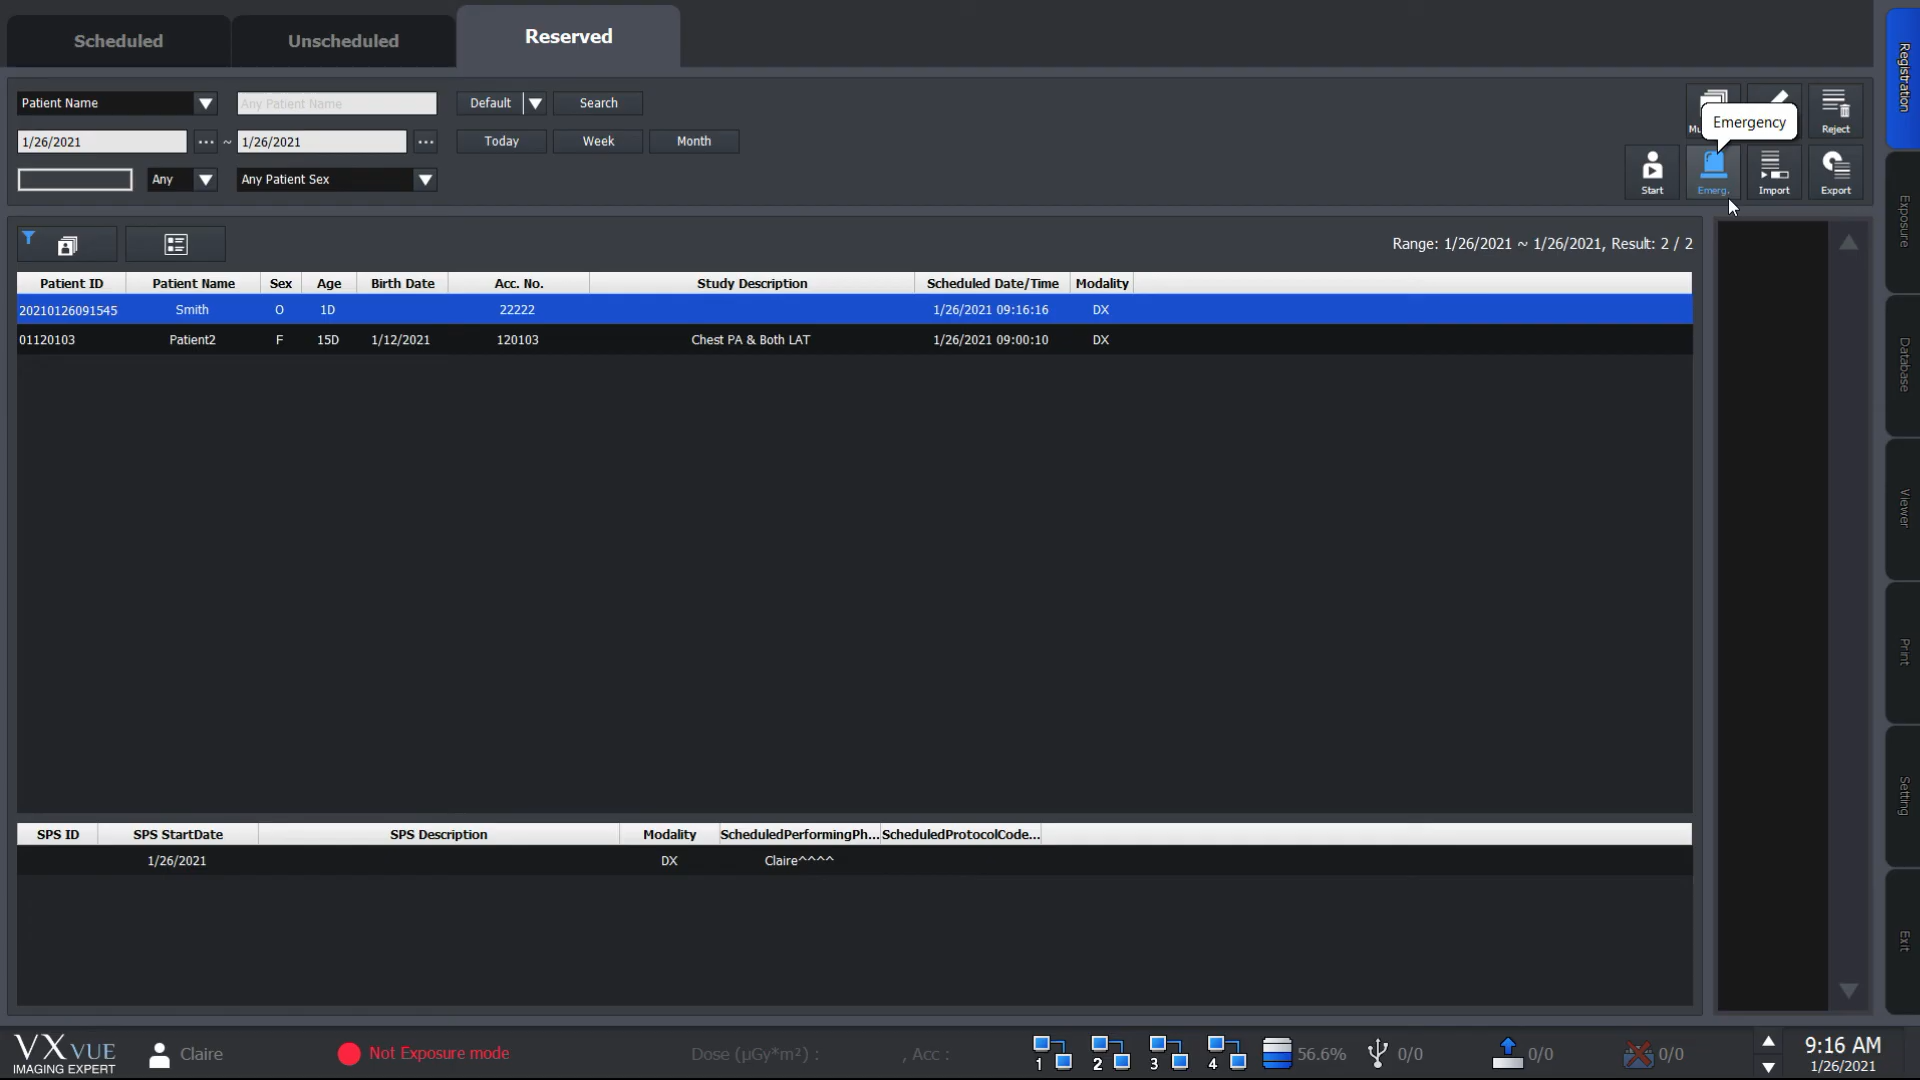 Scheduled Unscheduled Reserved
Patient Name Any Patient Name Default Search
1/26/2021 ... ~ 1/26/2021 ... Today Week Month
Any Any Patient Sex
Emergency
Reject
Start Emerg. Import Export
Range: 1/26/2021 ~ 1/26/2021, Result: 2 / 2
Patient ID Patient Name Sex Age Birth Date Acc. No. Study Description Scheduled Date/Time Modality
20210126091545 Smith O 1D 22222 1/26/2021 09:16:16 DX
01120103 Patient2 F 15D 1/12/2021 120103 Chest PA & Both LAT 1/26/2021 09:00:10 DX
SPS ID SPS StartDate SPS Description Modality ScheduledPerformingPh... ScheduledProtocolCode...
1/26/2021 DX Claire^^^^
Registration
Exposure
Database
Viewer
Print
Setting
Exit
VXVUE
IMAGING EXPERT
Claire
Not Exposure mode
Dose (µGy*m²) : , Acc :
1 2 3 4 56.6% 0/0 0/0 0/0
9:16 AM
1/26/2021